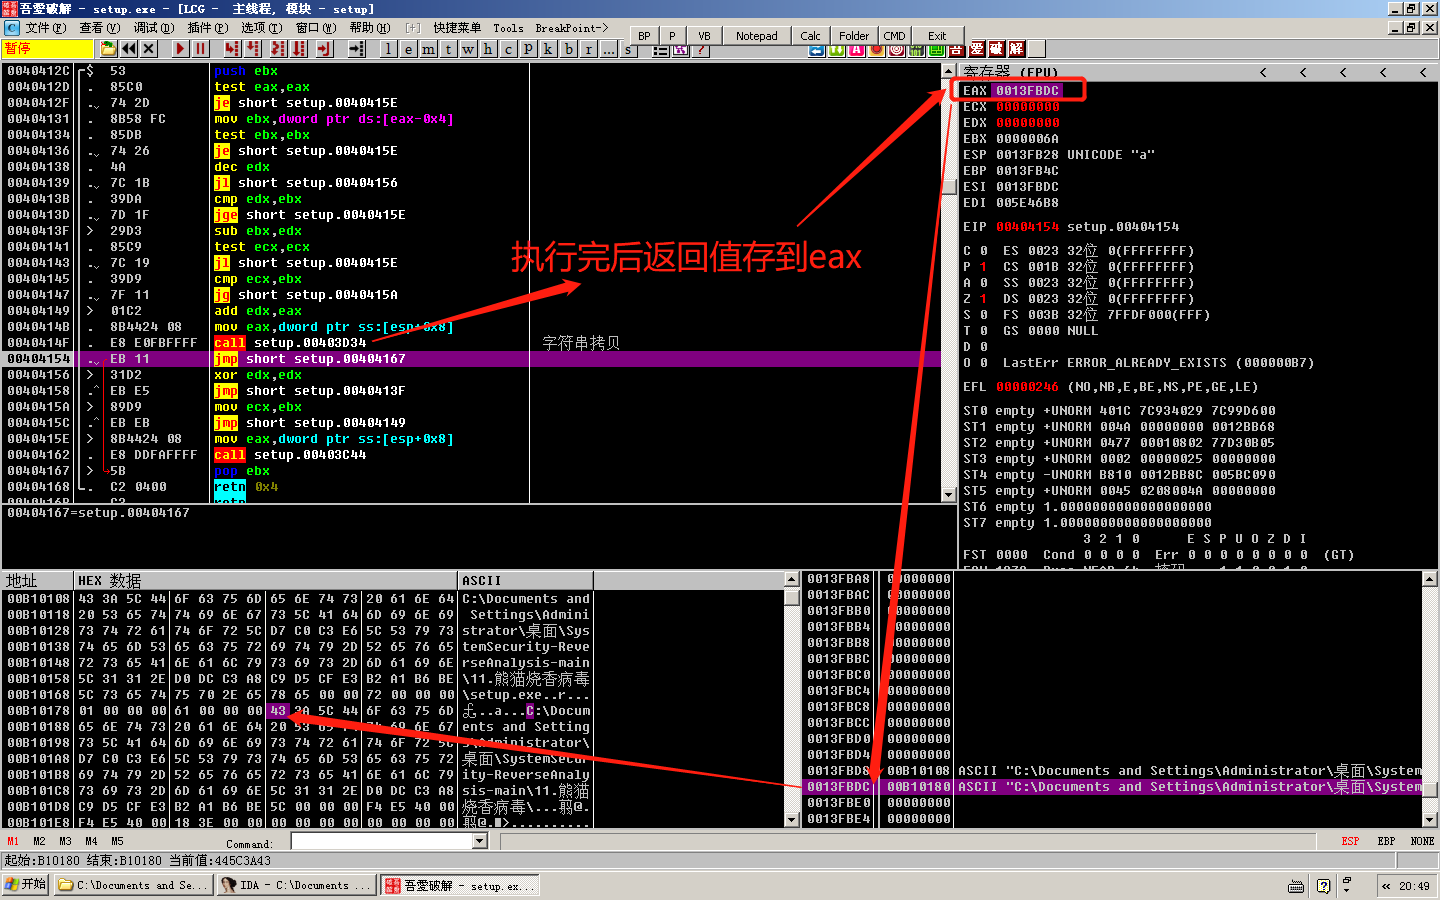 吾愛破解 - setup.exe - [LCG - 主线程, 模块 - setup]
文件(F) 查看(V) 调试(D) 插件(P) 选项(T) 窗口(W) 帮助(H) [+] 快捷菜单 Tools BreakPoint->
BP P VB Notepad Calc Folder CMD Exit
暂停 l e m t w h c p k b r ... s
0040412C $ 53 push ebx
0040412D . 85C0 test eax,eax
0040412F . 74 2D je short setup.0040415E
00404131 . 8B58 FC mov ebx,dword ptr ds:[eax-0x4]
00404134 . 85DB test ebx,ebx
00404136 . 74 26 je short setup.0040415E
00404138 . 4A dec edx
00404139 . 7C 1B jl short setup.00404156
0040413B . 39DA cmp edx,ebx
0040413D . 7D 1F jge short setup.0040415E
0040413F > 29D3 sub ebx,edx
00404141 . 85C9 test ecx,ecx
00404143 . 7C 19 jl short setup.0040415E
00404145 . 39D9 cmp ecx,ebx
00404147 . 7F 11 jg short setup.0040415A
00404149 > 01C2 add edx,eax
0040414B . 8B4424 08 mov eax,dword ptr ss:[esp+0x8]
0040414F . E8 E0FBFFFF call setup.00403D34 字符串拷贝
00404154 . EB 11 jmp short setup.00404167
00404156 > 31D2 xor edx,edx
00404158 .^ EB E5 jmp short setup.0040413F
0040415A > 89D9 mov ecx,ebx
0040415C .^ EB EB jmp short setup.00404149
0040415E > 8B4424 08 mov eax,dword ptr ss:[esp+0x8]
00404162 . E8 DDFAFFFF call setup.00403C44
00404167 > 5B pop ebx
00404168 . C2 0400 retn 0x4
0040416B C3 retn
执行完后返回值存到eax
00404167=setup.00404167
寄存器 (FPU) < < < < <
EAX 0013FBDC
ECX 00000000
EDX 00000000
EBX 0000006A
ESP 0013FB28 UNICODE "a"
EBP 0013FB4C
ESI 0013FBDC
EDI 005E46B8
EIP 00404154 setup.00404154
C 0 ES 0023 32位 0(FFFFFFFF)
P 1 CS 001B 32位 0(FFFFFFFF)
A 0 SS 0023 32位 0(FFFFFFFF)
Z 1 DS 0023 32位 0(FFFFFFFF)
S 0 FS 003B 32位 7FFDF000(FFF)
T 0 GS 0000 NULL
D 0
O 0 LastErr ERROR_ALREADY_EXISTS (000000B7)
EFL 00000246 (NO,NB,E,BE,NS,PE,GE,LE)
ST0 empty +UNORM 401C 7C934029 7C99D600
ST1 empty +UNORM 004A 00000000 0012BB68
ST2 empty +UNORM 0477 00010802 77D30B05
ST3 empty +UNORM 0002 00000025 00000000
ST4 empty -UNORM B810 0012BB8C 005BC090
ST5 empty +UNORM 0045 0208004A 00000000
ST6 empty 1.0000000000000000000
ST7 empty 1.0000000000000000000
3 2 1 0 E S P U O Z D I
FST 0000 Cond 0 0 0 0 Err 0 0 0 0 0 0 0 0 (GT)
地址 HEX 数据 ASCII
00B10108 43 3A 5C 44 6F 63 75 6D 65 6E 74 73 20 61 6E 64 C:\Documents and
00B10118 20 53 65 74 74 69 6E 67 73 5C 41 64 6D 69 6E 69 Settings\Admini
00B10128 73 74 72 61 74 6F 72 5C D7 C0 C3 E6 5C 53 79 73 strator\桌面\Sys
00B10138 74 65 6D 53 65 63 75 72 69 74 79 2D 52 65 76 65 temSecurity-Reve
00B10148 72 73 65 41 6E 61 6C 79 73 69 73 2D 6D 61 69 6E rseAnalysis-main
00B10158 5C 31 31 2E D0 DC C3 A8 C9 D5 CF E3 B2 A1 B6 BE \11.熊猫烧香病毒
00B10168 5C 73 65 74 75 70 2E 65 78 65 00 00 72 00 00 00 \setup.exe..r...
00B10178 01 00 00 00 61 00 00 00 43 3A 5C 44 6F 63 75 6D ...a...C:\Docum
00B10188 65 6E 74 73 20 61 6E 64 20 53 65 74 74 69 6E 67 ents and Setting
00B10198 73 5C 41 64 6D 69 6E 69 73 74 72 61 74 6F 72 5C s\Administrator\
00B101A8 D7 C0 C3 E6 5C 53 79 73 74 65 6D 53 65 63 75 72 桌面\SystemSecur
00B101B8 69 74 79 2D 52 65 76 65 72 73 65 41 6E 61 6C 79 ity-ReverseAnaly
00B101C8 73 69 73 2D 6D 61 69 6E 5C 31 31 2E D0 DC C3 A8 sis-main\11.熊猫
00B101D8 C9 D5 CF E3 B2 A1 B6 BE 5C 00 00 00 F4 E5 40 00 烧香病毒\...翦@.
00B101E8 F4 E5 40 00 18 3E 00 00 00 00 00 00 00 00 00 00 翦@.>..........
0013FBA8 00000000
0013FBAC 00000000
0013FBB0 00000000
0013FBB4 00000000
0013FBB8 00000000
0013FBBC 00000000
0013FBC0 00000000
0013FBC4 00000000
0013FBC8 00000000
0013FBCC 00000000
0013FBD0 00000000
0013FBD4 00000000
0013FBD8 00B10108 ASCII "C:\Documents and Settings\Administrator\桌面\System
0013FBDC 00B10180 ASCII "C:\Documents and Settings\Administrator\桌面\System
0013FBE0 00000000
0013FBE4 00000000
M1 M2 M3 M4 M5 Command: ESP EBP NONE
起始:B10180 结束:B10180 当前值:445C3A43
开始 C:\Documents and Se... IDA - C:\Documents ... 吾愛破解 - setup.ex... « 20:49